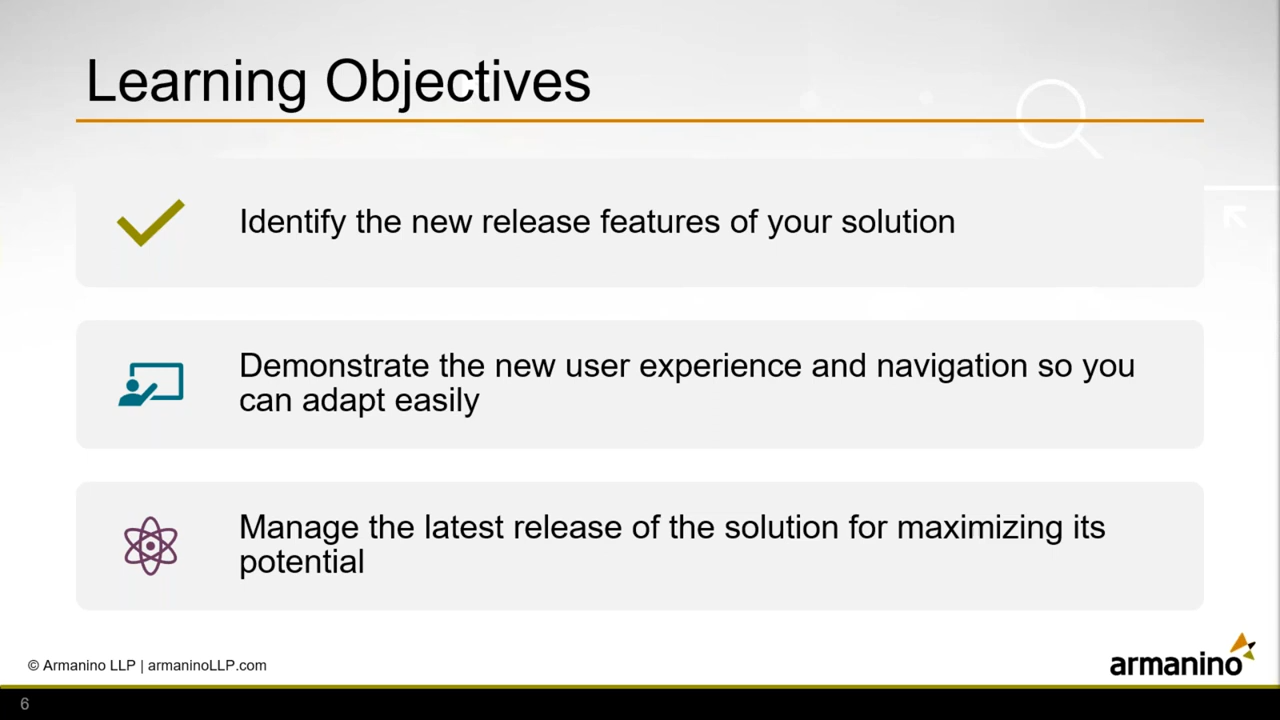 Learning Objectives
Identify the new release features of your solution
Demonstrate the new user experience and navigation so you
can adapt easily
Manage the latest release of the solution for maximizing its
potential
© Armanino LLP | armaninoLLP.com
armanino
6